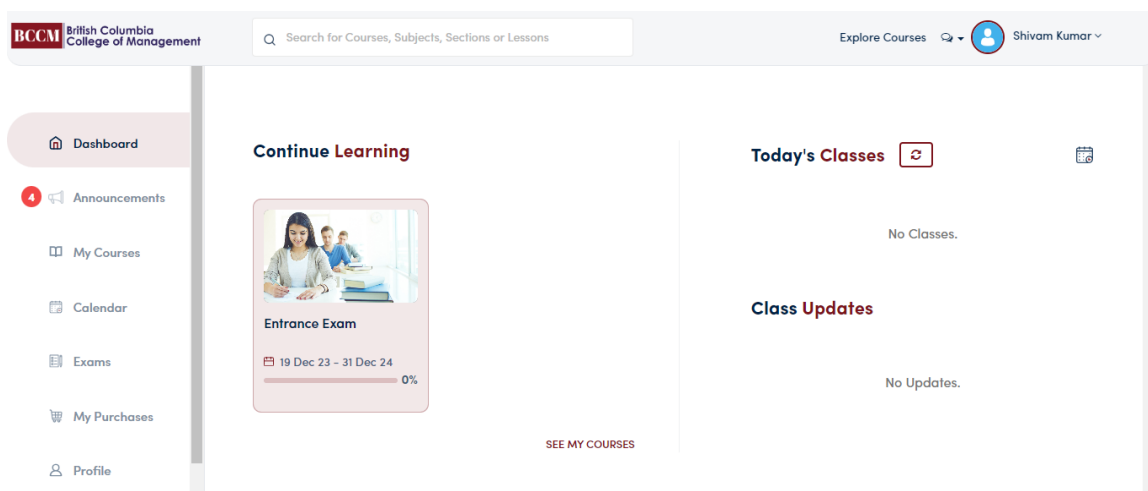 BCCM British Columbia
College of Management
Search for Courses, Subjects, Sections or Lessons
Explore Courses
Shivam Kumar
Dashboard
4 Announcements
My Courses
Calendar
Exams
My Purchases
Profile
Continue Learning
Entrance Exam
19 Dec 23 - 31 Dec 24
0%
SEE MY COURSES
Today's Classes
No Classes.
Class Updates
No Updates.